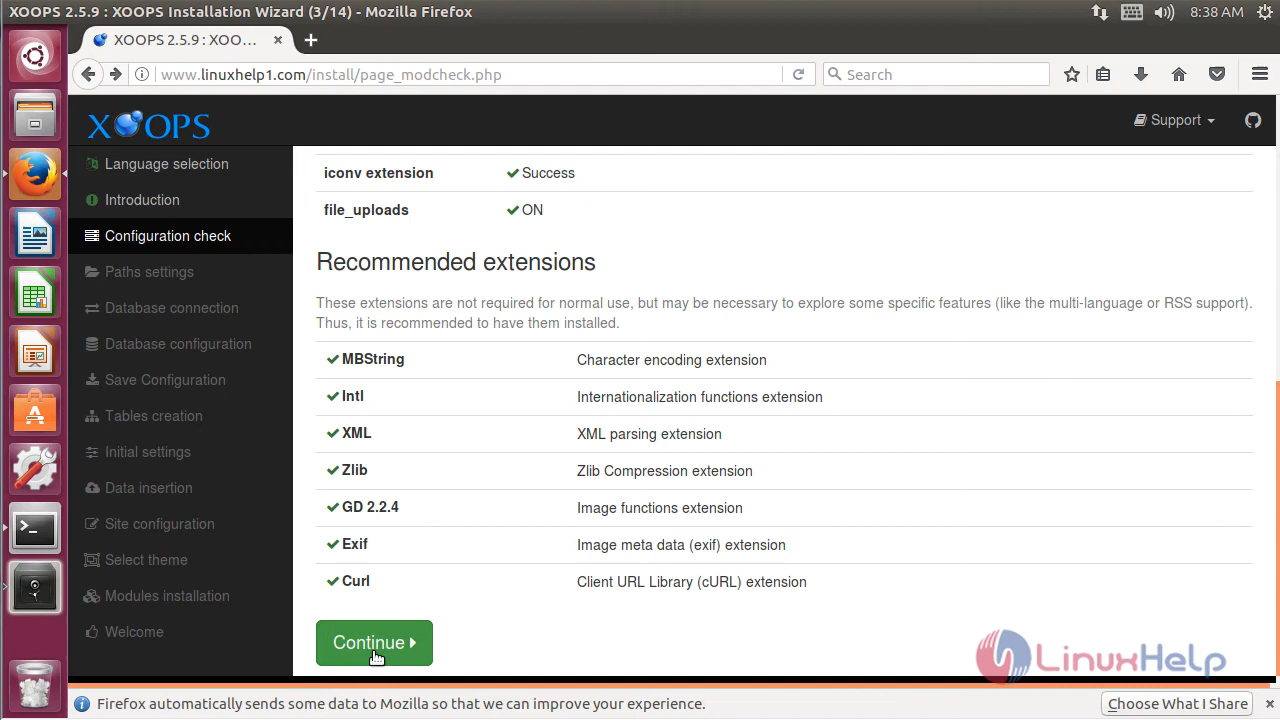 XOOPS 2.5.9 : XOOPS Installation Wizard (3/14) - Mozilla Firefox
8:38 AM
XOOPS 2.5.9 : XOO...
www.linuxhelp1.com/install/page_modcheck.php
Search
XOOPS
Support
Language selection
Introduction
Configuration check
Paths settings
Database connection
Database configuration
Save Configuration
Tables creation
Initial settings
Data insertion
Site configuration
Select theme
Modules installation
Welcome
iconv extension Success
file_uploads ON
Recommended extensions
These extensions are not required for normal use, but may be necessary to explore some specific features (like the multi-language or RSS support).
Thus, it is recommended to have them installed.
MBString Character encoding extension
Intl Internationalization functions extension
XML XML parsing extension
Zlib Zlib Compression extension
GD 2.2.4 Image functions extension
Exif Image meta data (exif) extension
Curl Client URL Library (cURL) extension
Continue
LinuxHelp
Firefox automatically sends some data to Mozilla so that we can improve your experience.
Choose What I Share